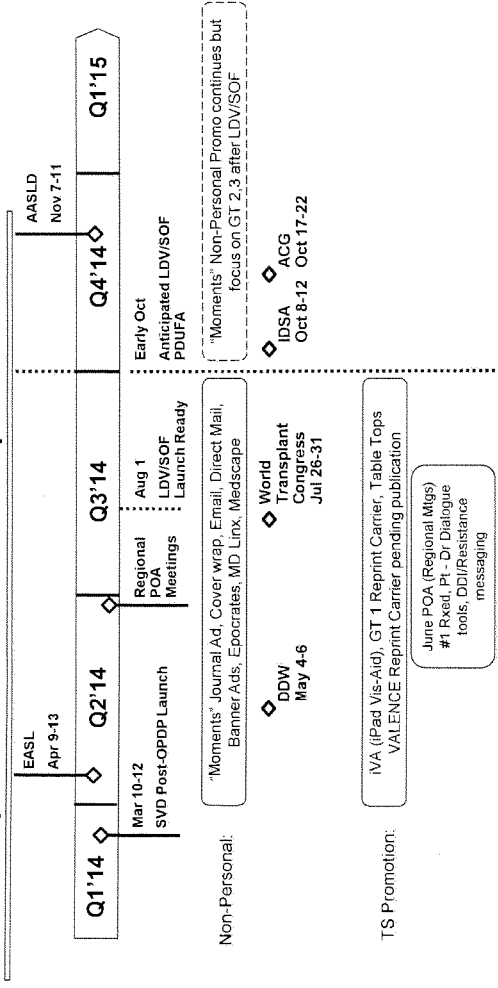 EASL
Apr 9-13
AASLD
Nov 7-11
Q1'14
Q2'14
Q3'14
Q4'14
Q1'15
Mar 10-12
SVD Post-OPDP Launch
Regional
POA
Meetings
Aug 1
LDV/SOF
Launch Ready
Early Oct
Anticipated LDV/SOF
PDUFA
Non-Personal:
"Moments" Journal Ad, Cover wrap, Email, Direct Mail,
Banner Ads, Epocrates, MD Linx, Medscape
"Moments" Non-Personal Promo continues but
focus on GT 2,3 after LDV/SOF
DDW
May 4-6
World
Transplant
Congress
Jul 26-31
IDSA
Oct 8-12
ACG
Oct 17-22
TS Promotion:
iVA (iPad Vis-Aid), GT 1 Reprint Carrier, Table Tops
VALENCE Reprint Carrier pending publication
June POA (Regional Mtgs)
#1 Rxed, Pt - Dr Dialogue
tools, DDI/Resistance
messaging